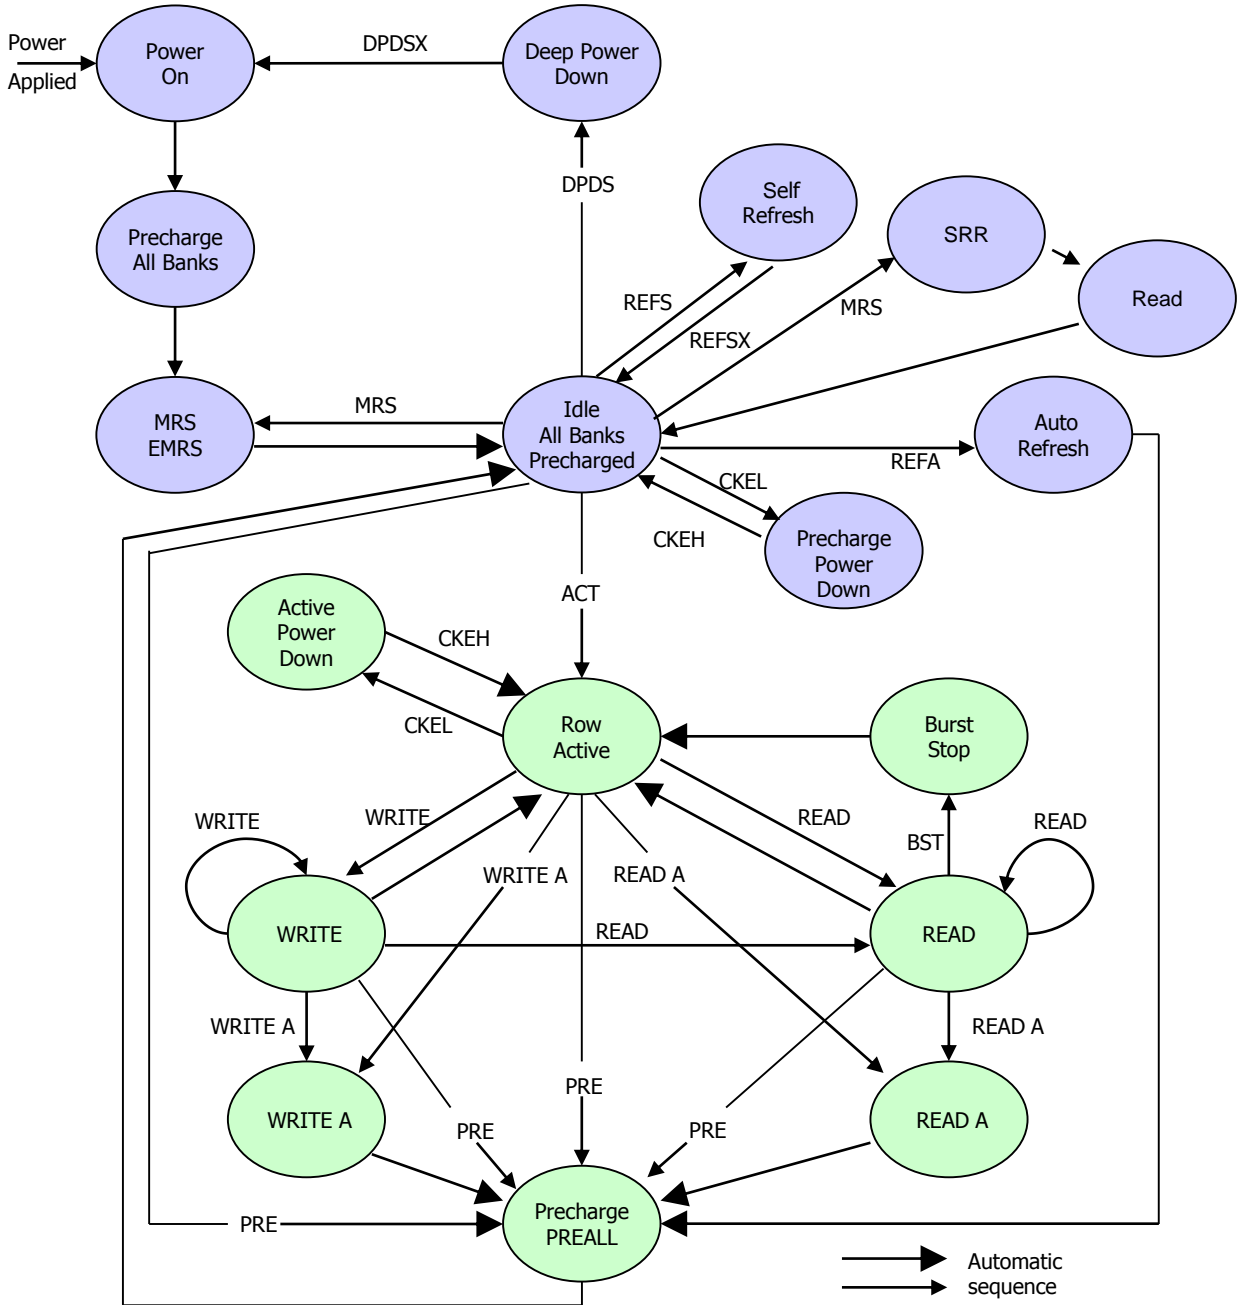 Power
Applied
Power
On
DPDSX
Deep Power
Down
DPDS
Self
Refresh
SRR
Read
Precharge
All Banks
REFS
REFSX
MRS
MRS
EMRS
MRS
Idle
All Banks
Precharged
Auto
Refresh
REFA
CKEL
CKEH
Precharge
Power
Down
ACT
Active
Power
Down
CKEH
CKEL
Row
Active
Burst
Stop
WRITE
WRITE
READ
BST
READ
WRITE A
READ A
WRITE
READ
READ
WRITE A
READ A
WRITE A
PRE
READ A
PRE
PRE
PRE
Precharge
PREALL
Automatic
sequence